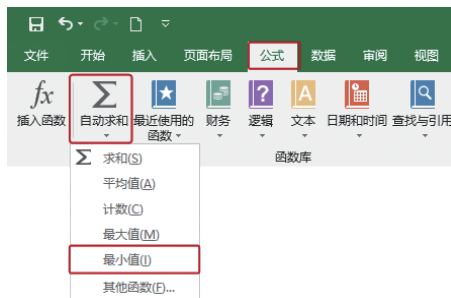 文件 开始 插入 页面布局 公式 数据 审阅 视图
fx Σ ★ ? A
插入函数 自动求和 最近使用的函数 财务 逻辑 文本 日期和时间 查找与引用
函数库
Σ 求和(S)
平均值(A)
计数(C)
最大值(M)
最小值(I)
其他函数(F)...